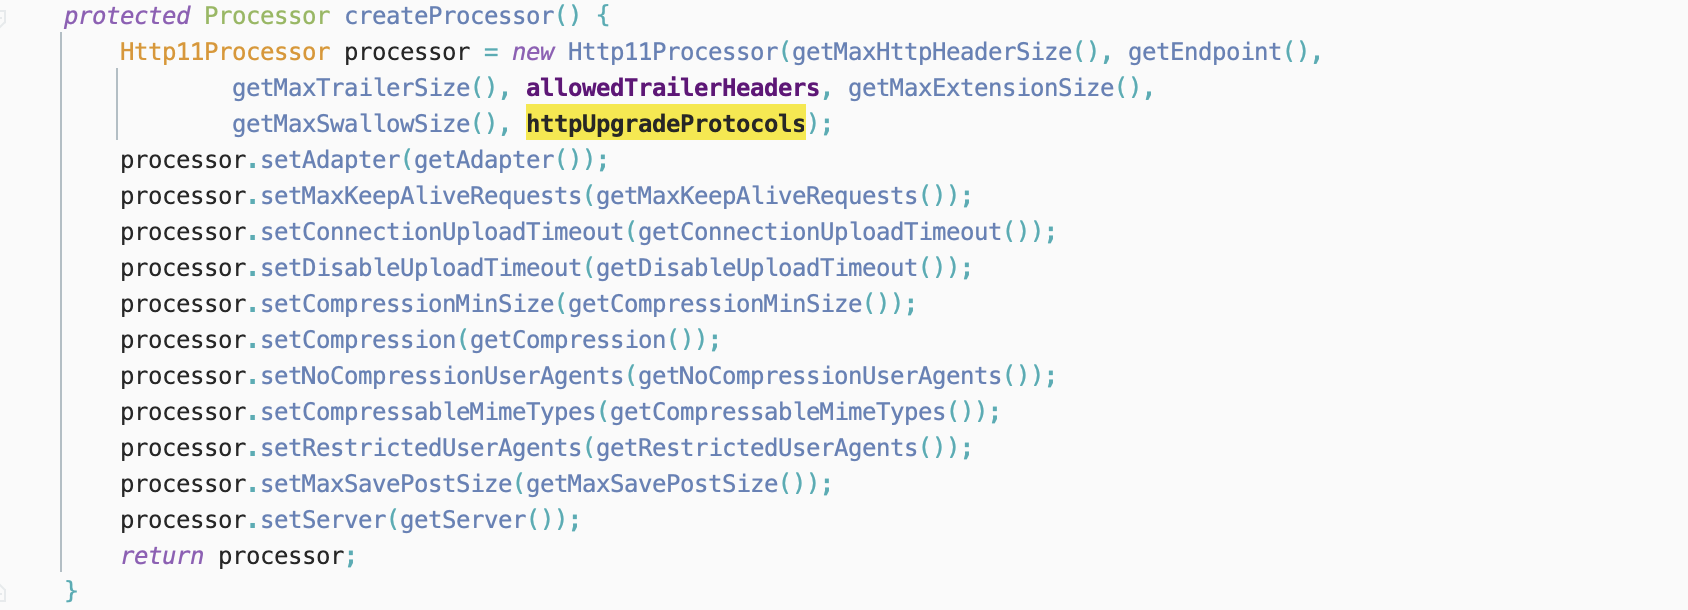 protected Processor createProcessor() {
Http11Processor processor = new Http11Processor(getMaxHttpHeaderSize(), getEndpoint(),
getMaxTrailerSize(), allowedTrailerHeaders, getMaxExtensionSize(),
getMaxSwallowSize(), httpUpgradeProtocols);
processor.setAdapter(getAdapter());
processor.setMaxKeepAliveRequests(getMaxKeepAliveRequests());
processor.setConnectionUploadTimeout(getConnectionUploadTimeout());
processor.setDisableUploadTimeout(getDisableUploadTimeout());
processor.setCompressionMinSize(getCompressionMinSize());
processor.setCompression(getCompression());
processor.setNoCompressionUserAgents(getNoCompressionUserAgents());
processor.setCompressableMimeTypes(getCompressableMimeTypes());
processor.setRestrictedUserAgents(getRestrictedUserAgents());
processor.setMaxSavePostSize(getMaxSavePostSize());
processor.setServer(getServer());
return processor;
}